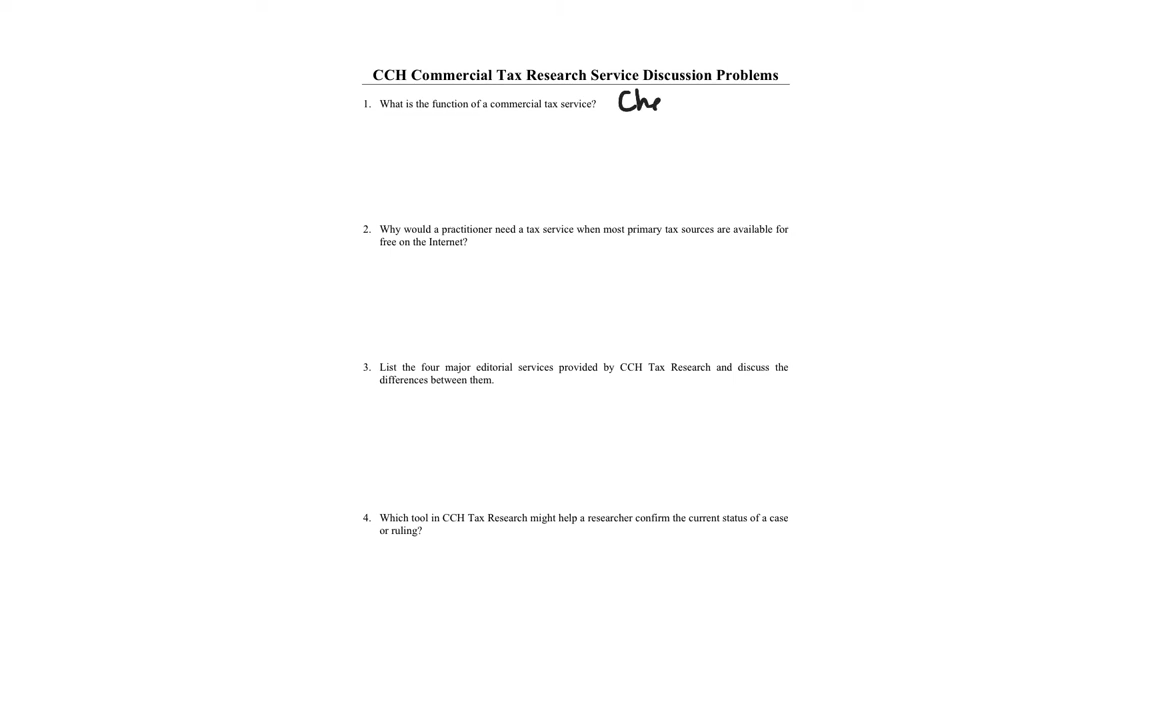 CCH Commercial Tax Research Service Discussion Problems
1. What is the function of a commercial tax service? Che
2. Why would a practitioner need a tax service when most primary tax sources are available for
free on the Internet?
3. List the four major editorial services provided by CCH Tax Research and discuss the
differences between them.
4. Which tool in CCH Tax Research might help a researcher confirm the current status of a case
or ruling?